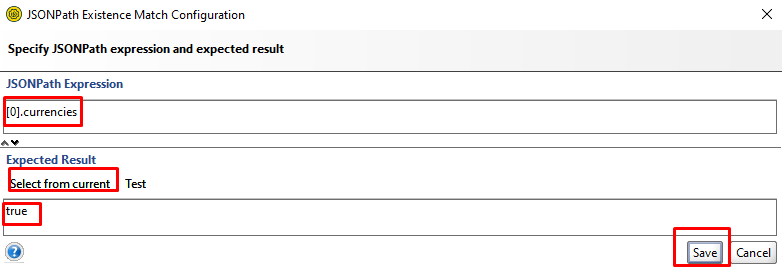 JSONPath Existence Match Configuration
Specify JSONPath expression and expected result
JSONPath Expression
[0].currencies
Expected Result
Select from current Test
true
? Save Cancel